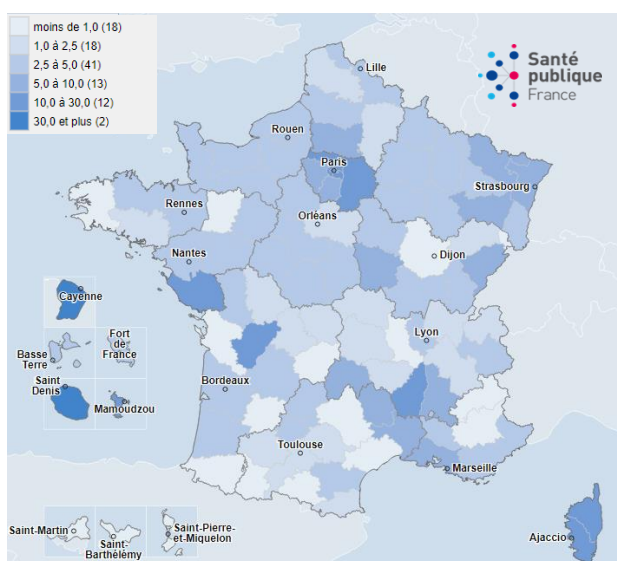 moins de 1,0 (18)
1,0 à 2,5 (18)
2,5 à 5,0 (41)
5,0 à 10,0 (13)
10,0 à 30,0 (12)
30,0 et plus (2)
Santé
publique
France
Lille
Rouen
Paris
Strasbourg
Rennes
Orléans
Nantes
Dijon
Cayenne
Basse
Terre
Fort
de
France
Lyon
Saint
Denis
Mamoudzou
Bordeaux
Toulouse
Marseille
Saint-Martin
Saint-
Barthélémy
Saint-Pierre-
et-Miquelon
Ajaccio